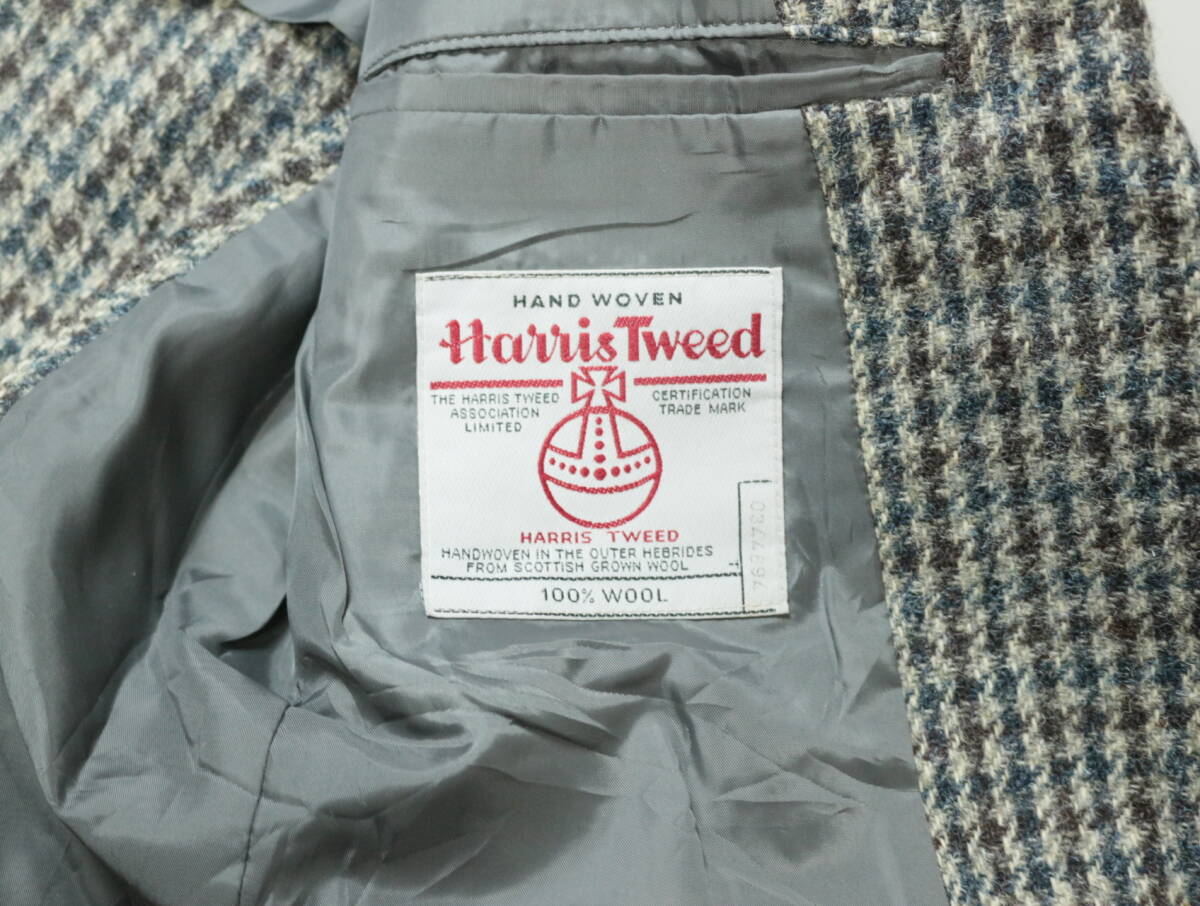 HAND WOVEN
Harris Tweed
THE HARRIS TWEED
ASSOCIATION
LIMITED
CERTIFICATION
TRADE MARK
HARRIS TWEED
HANDWOVEN IN THE OUTER HEBRIDES
FROM SCOTTISH GROWN WOOL
100% WOOL